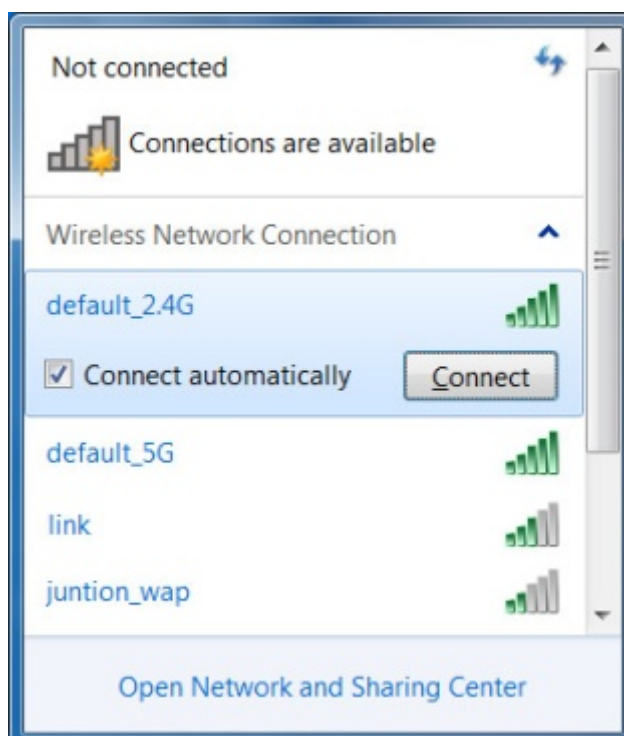 Not connected
Connections are available
Wireless Network Connection
default_2.4G
Connect automatically Connect
default_5G
link
juntion_wap
Open Network and Sharing Center